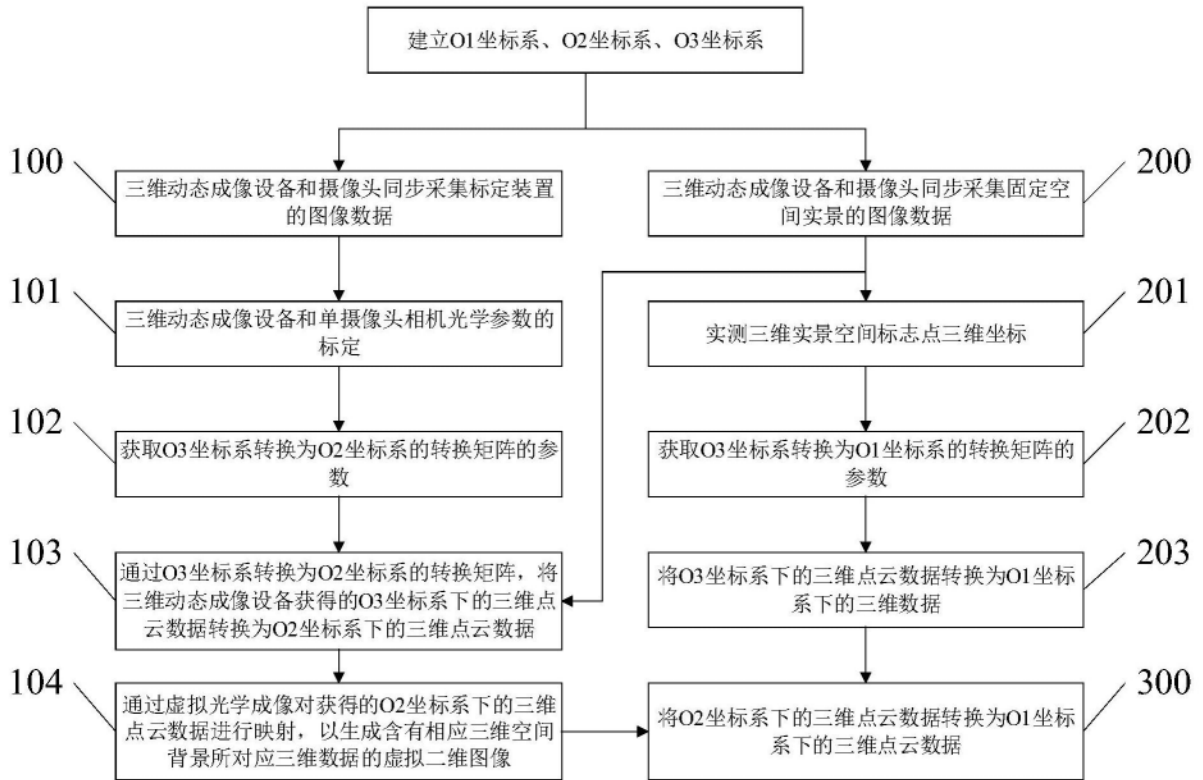 建立O1坐标系、O2坐标系、O3坐标系
100
三维动态成像设备和摄像头同步采集标定装置
的图像数据
200
三维动态成像设备和摄像头同步采集固定空
间实景的图像数据
101
三维动态成像设备和单摄像头相机光学参数的
标定
201
实测三维实景空间标志点三维坐标
102
获取O3坐标系转换为O2坐标系的转换矩阵的参
数
202
获取O3坐标系转换为O1坐标系的转换矩阵的
参数
103
通过O3坐标系转换为O2坐标系的转换矩阵，将
三维动态成像设备获得的O3坐标系下的三维点
云数据转换为O2坐标系下的三维点云数据
203
将O3坐标系下的三维点云数据转换为O1坐标
系下的三维数据
104
通过虚拟光学成像对获得的O2坐标系下的三维
点云数据进行映射，以生成含有相应三维空间
背景所对应三维数据的虚拟二维图像
300
将O2坐标系下的三维点云数据转换为O1坐标
系下的三维点云数据